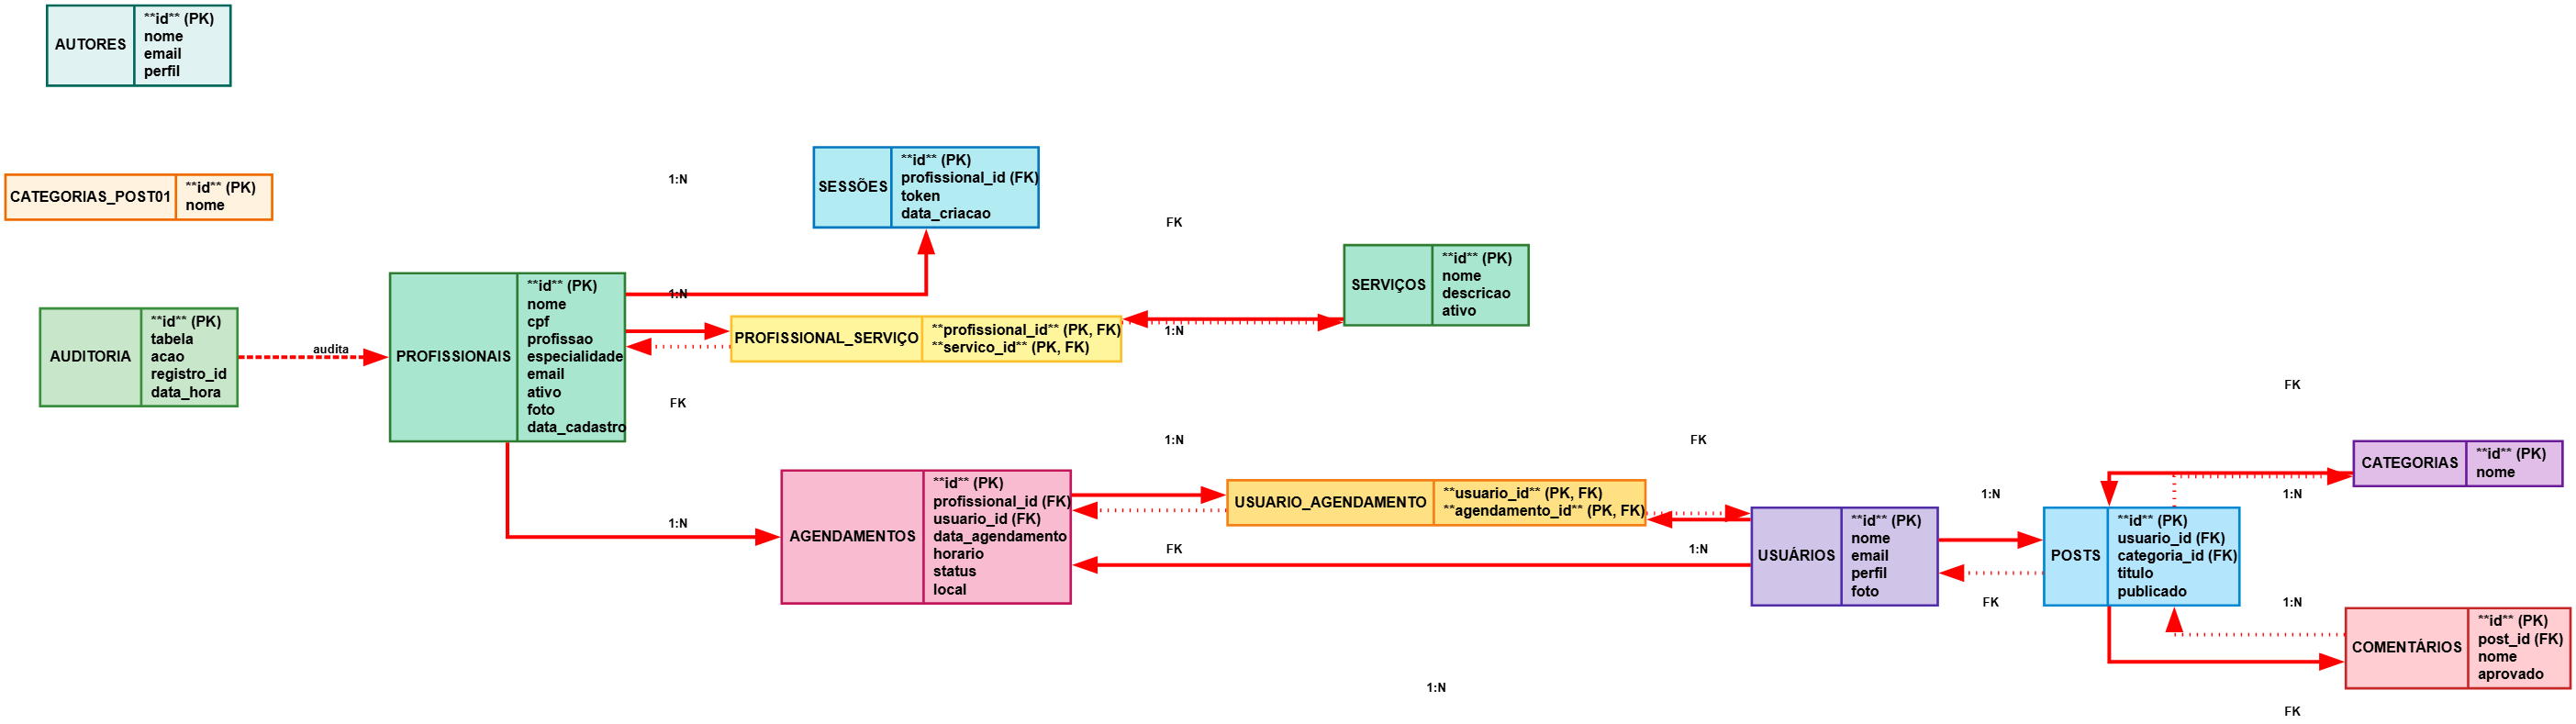 AUTORES
**id** (PK)
nome
email
perfil
CATEGORIAS_POST01
**id** (PK)
nome
1:N
SESSÕES
**id** (PK)
profissional_id (FK)
token
data_criacao
FK
SERVIÇOS
**id** (PK)
nome
descricao
ativo
AUDITORIA
**id** (PK)
tabela
acao
registro_id
data_hora
audita
PROFISSIONAIS
**id** (PK)
nome
cpf
profissao
especialidade
email
ativo
foto
data_cadastro
1:N
PROFISSIONAL_SERVIÇO
**profissional_id** (PK, FK)
**servico_id** (PK, FK)
1:N
FK
FK
1:N
FK
CATEGORIAS
**id** (PK)
nome
1:N
AGENDAMENTOS
**id** (PK)
profissional_id (FK)
usuario_id (FK)
data_agendamento
horario
status
local
USUARIO_AGENDAMENTO
**usuario_id** (PK, FK)
**agendamento_id** (PK, FK)
1:N
1:N
FK
1:N
USUÁRIOS
**id** (PK)
nome
email
perfil
foto
POSTS
**id** (PK)
usuario_id (FK)
categoria_id (FK)
titulo
publicado
FK
1:N
COMENTÁRIOS
**id** (PK)
post_id (FK)
nome
aprovado
1:N
FK